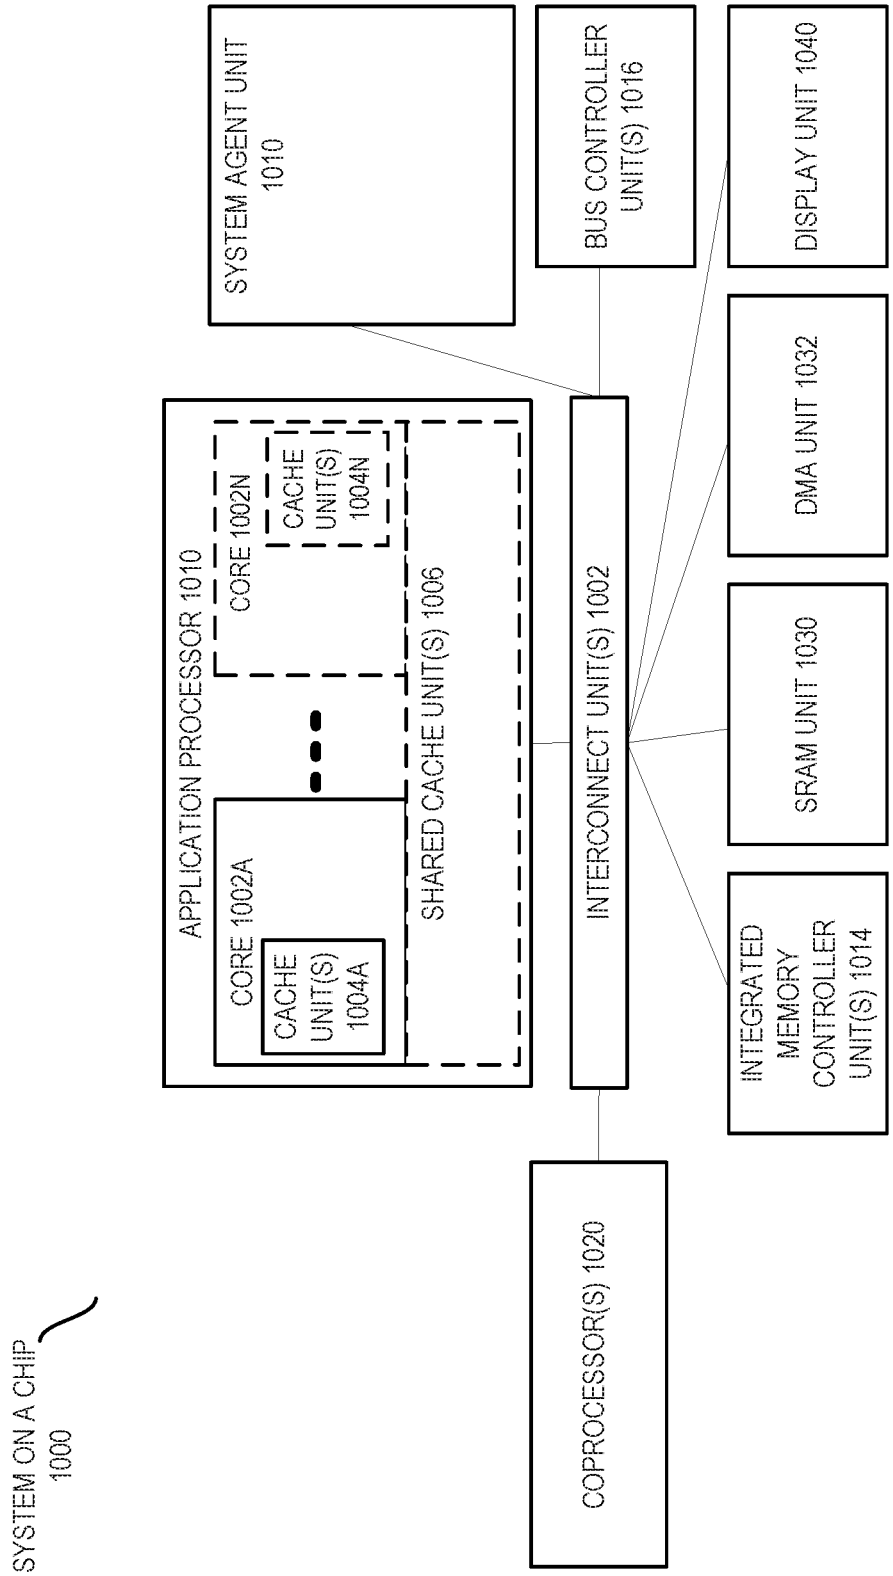 SYSTEM ON A CHIP
1000
APPLICATION PROCESSOR 1010
CORE 1002A
CACHE
UNIT(S)
1004A
CORE 1002N
CACHE
UNIT(S)
1004N
SHARED CACHE UNIT(S) 1006
SYSTEM AGENT UNIT
1010
COPROCESSOR(S) 1020
INTERCONNECT UNIT(S) 1002
BUS CONTROLLER
UNIT(S) 1016
INTEGRATED
MEMORY
CONTROLLER
UNIT(S) 1014
SRAM UNIT 1030
DMA UNIT 1032
DISPLAY UNIT 1040